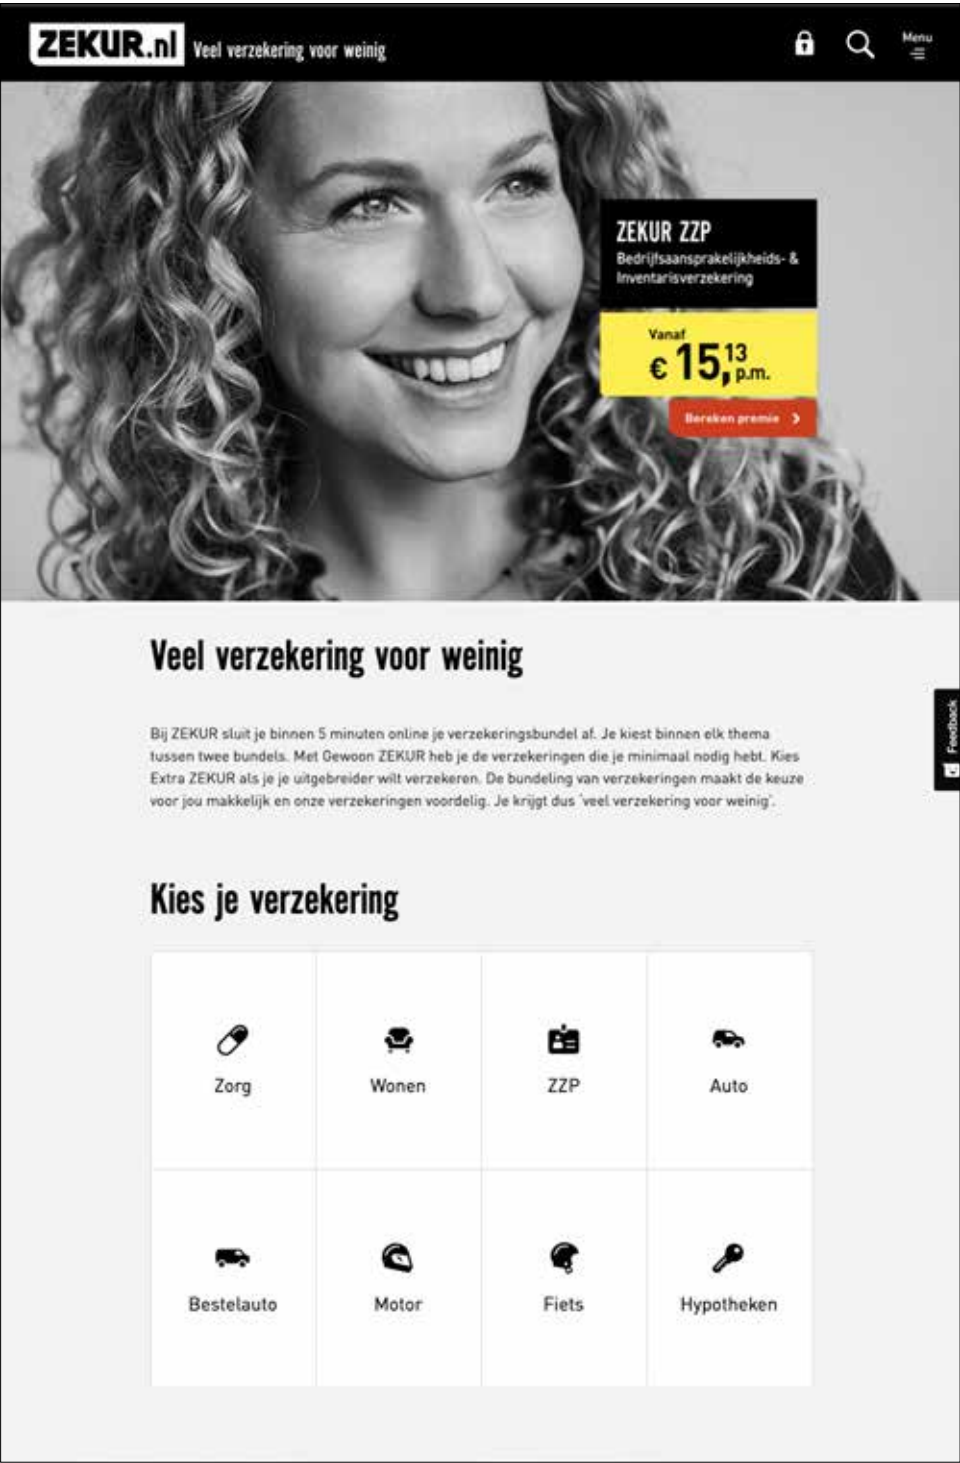 ZEKUR.nl Veel verzekering voor weinig
Menu
ZEKUR ZZP
Bedrijfsaansprakelijkheids- &
Inventarisverzekering
Vanaf
€ 15,13 p.m.
Bereken premie
Veel verzekering voor weinig
Feedback
Bij ZEKUR sluit je binnen 5 minuten online je verzekeringsbundel af. Je kiest binnen elk thema
tussen twee bundels. Met Gewoon ZEKUR heb je de verzekeringen die je minimaal nodig hebt. Kies
Extra ZEKUR als je je uitgebreider wilt verzekeren. De bundeling van verzekeringen maakt de keuze
voor jou makkelijk en onze verzekeringen voordelig. Je krijgt dus 'veel verzekering voor weinig'.
Kies je verzekering
Zorg
Wonen
ZZP
Auto
Bestelauto
Motor
Fiets
Hypotheken